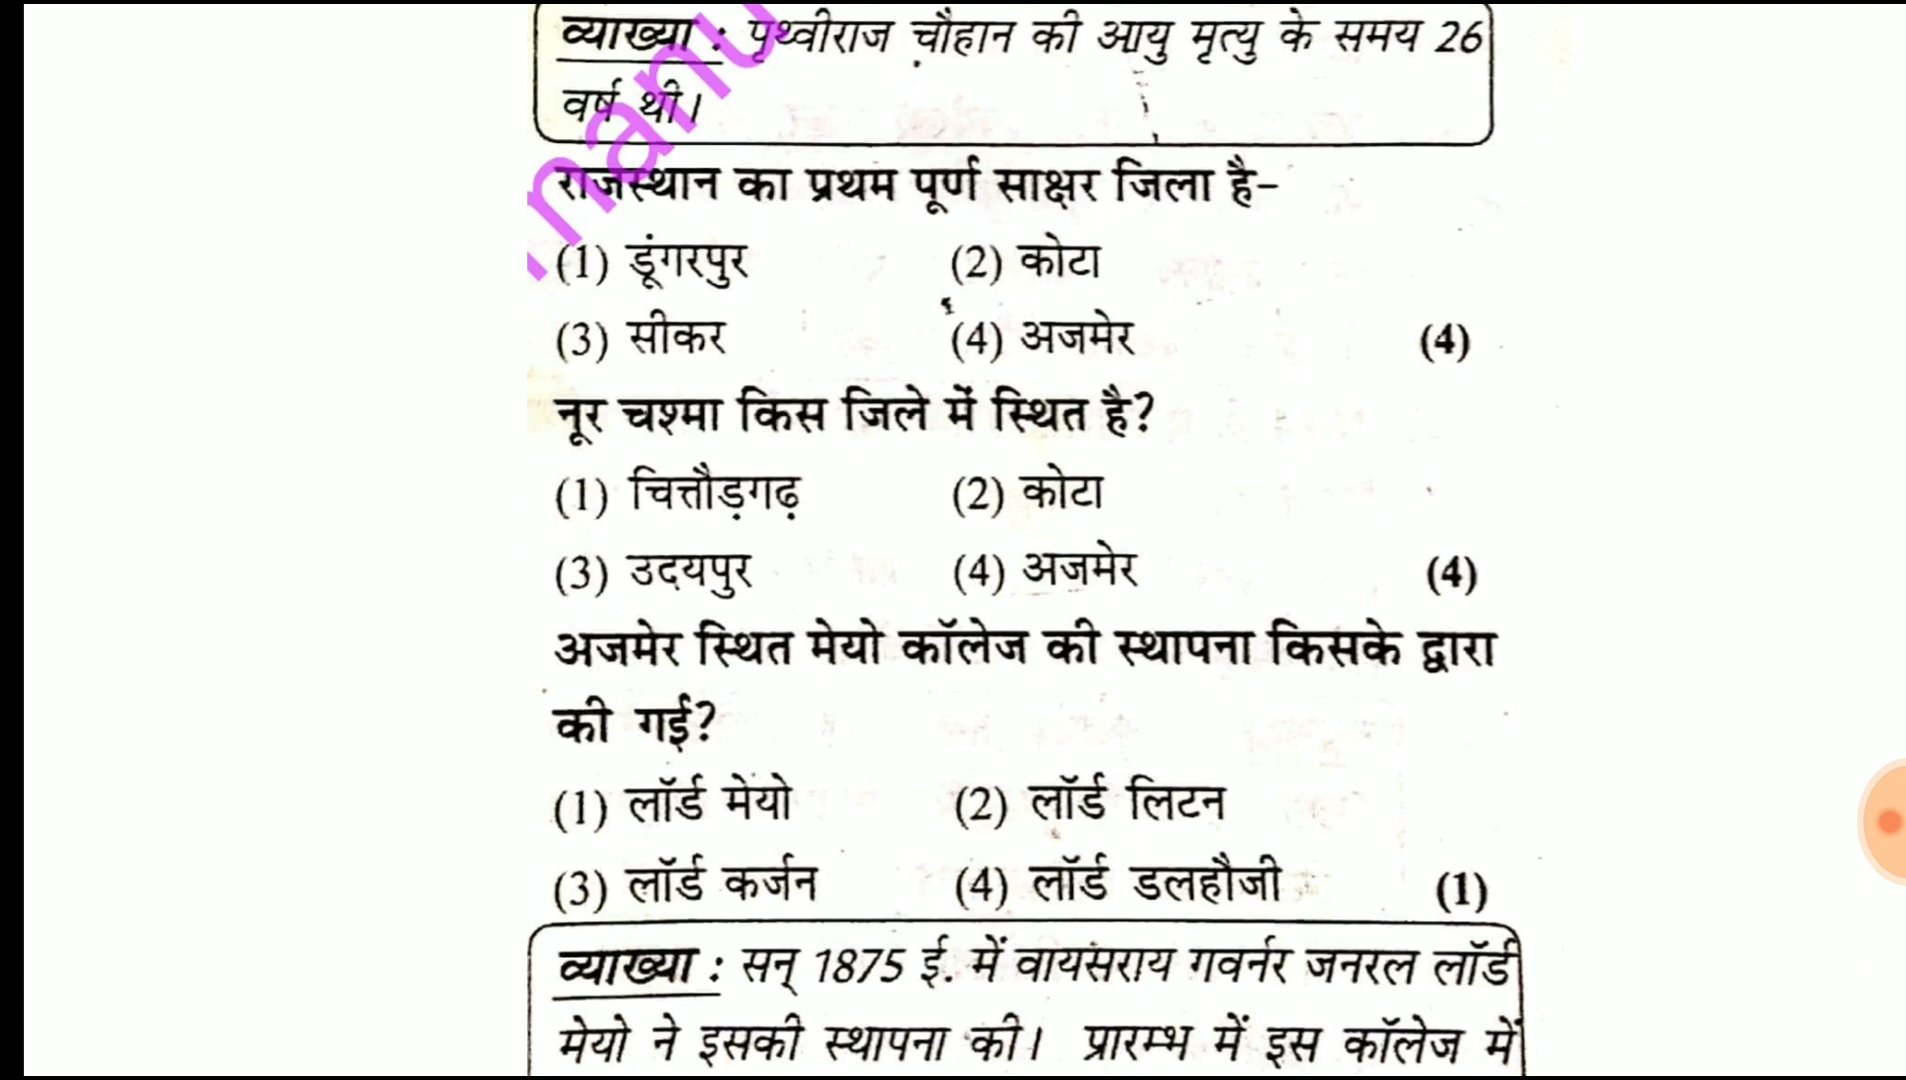 व्याख्या : पृथ्वीराज चौहान की आयु मृत्यु के समय 26
वर्ष थी।
राजस्थान का प्रथम पूर्ण साक्षर जिला है-
(1) डूंगरपुर (2) कोटा
(3) सीकर (4) अजमेर (4)
नूर चश्मा किस जिले में स्थित है?
(1) चित्तौड़गढ़ (2) कोटा
(3) उदयपुर (4) अजमेर (4)
अजमेर स्थित मेयो कॉलेज की स्थापना किसके द्वारा
की गई?
(1) लॉर्ड मेयो (2) लॉर्ड लिटन
(3) लॉर्ड कर्जन (4) लॉर्ड डलहौजी (1)
व्याख्या : सन् 1875 ई. में वायसराय गवर्नर जनरल लॉर्ड
मेयो ने इसकी स्थापना की। प्रारम्भ में इस कॉलेज में